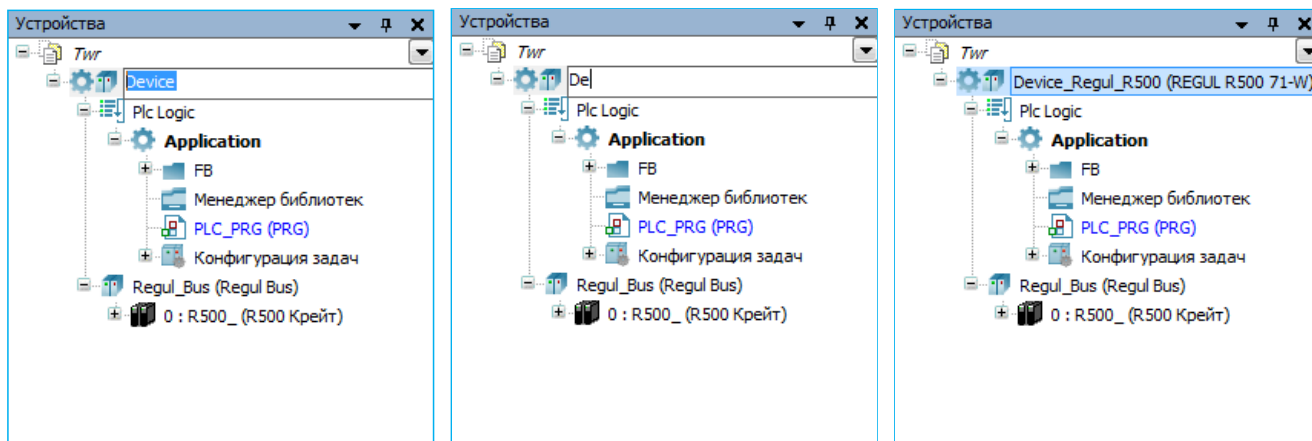 Устройства
Twr
Device
Plc Logic
Application
FB
Менеджер библиотек
PLC_PRG (PRG)
Конфигурация задач
Regul_Bus (Regul Bus)
0 : R500_ (R500 Крейт)
Устройства
Twr
De
Plc Logic
Application
FB
Менеджер библиотек
PLC_PRG (PRG)
Конфигурация задач
Regul_Bus (Regul Bus)
0 : R500_ (R500 Крейт)
Устройства
Twr
Device_Regul_R500 (REGUL R500 71-W)
Plc Logic
Application
FB
Менеджер библиотек
PLC_PRG (PRG)
Конфигурация задач
Regul_Bus (Regul Bus)
0 : R500_ (R500 Крейт)